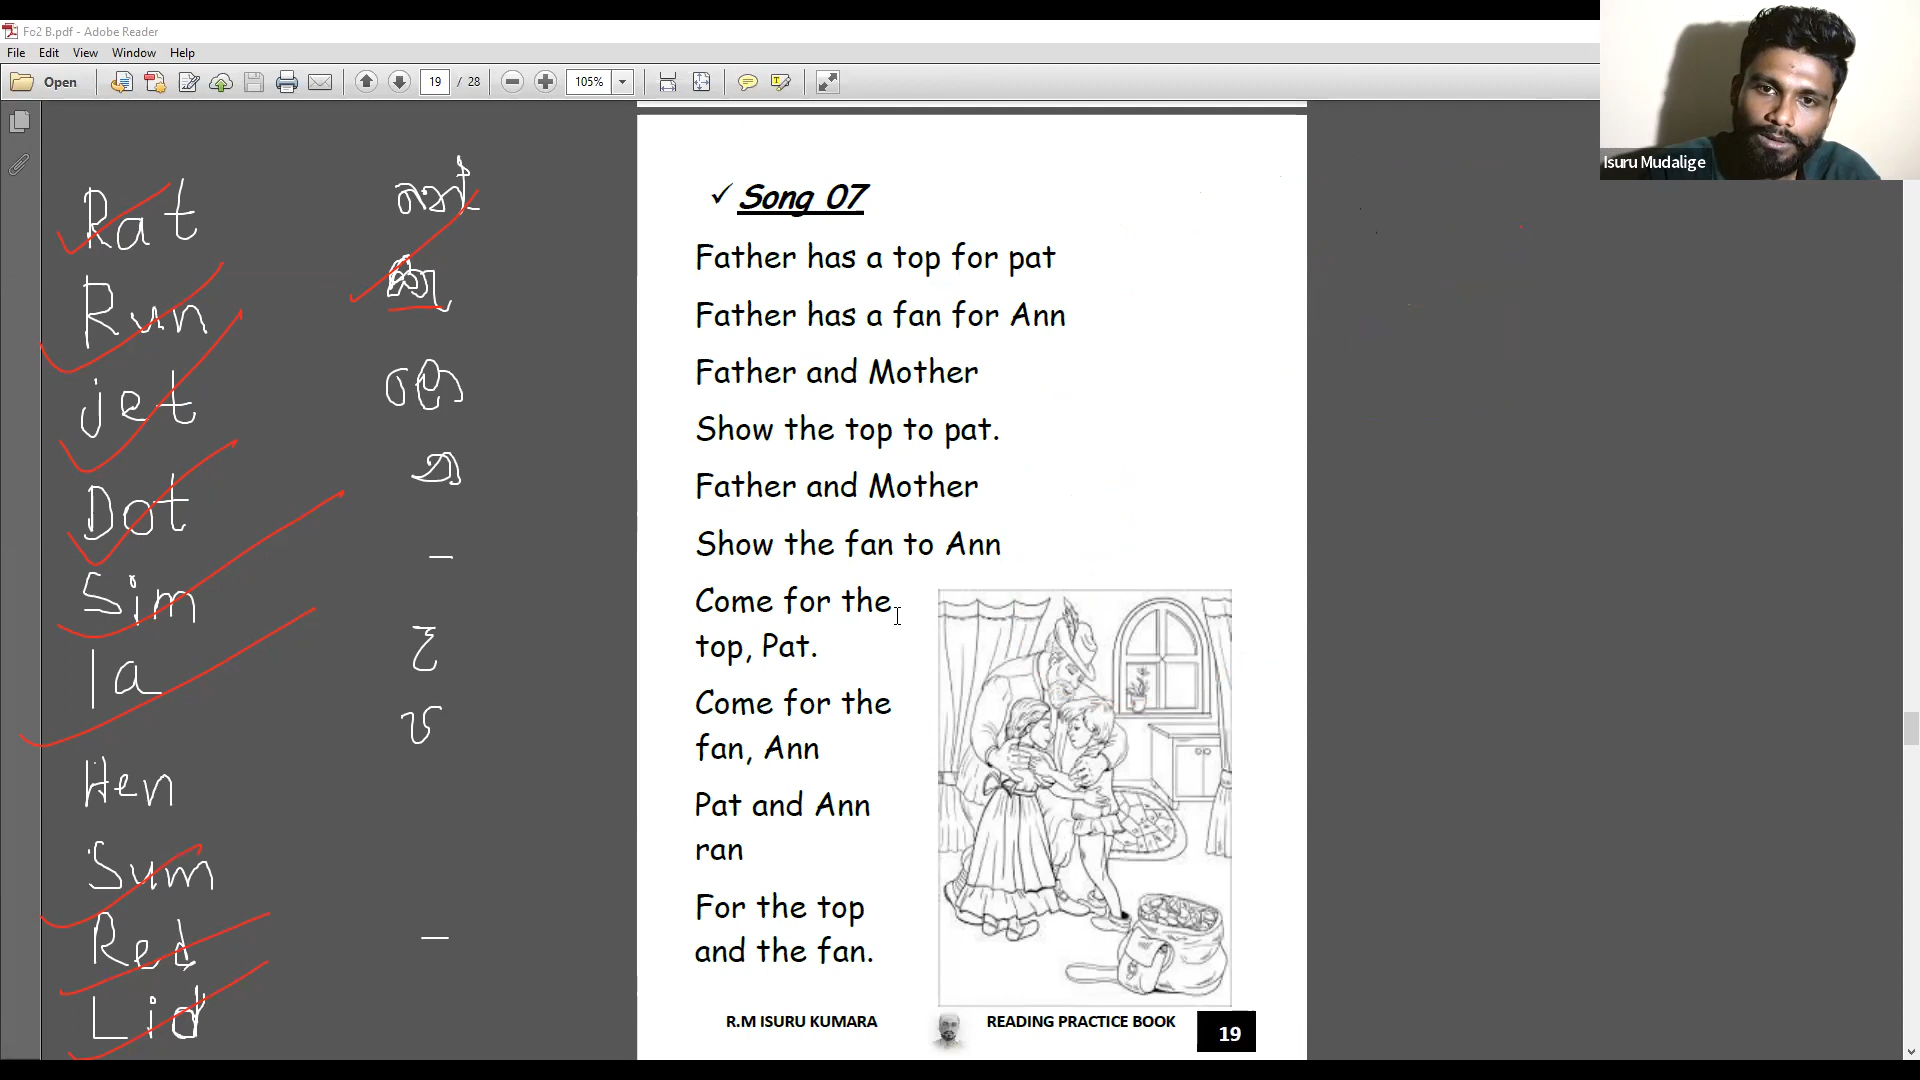 Fo2 B.pdf - Adobe Reader
File Edit View Window Help
Open 19 / 28 105%
Isuru Mudalige
Rat
Run
jet
Dot
Sim
Hen
Sum
Red
Lid
✓ Song 07
Father has a top for pat
Father has a fan for Ann
Father and Mother
Show the top to pat.
Father and Mother
Show the fan to Ann
Come for the
top, Pat.
Come for the
fan, Ann
Pat and Ann
ran
For the top
and the fan.
R.M ISURU KUMARA READING PRACTICE BOOK 19